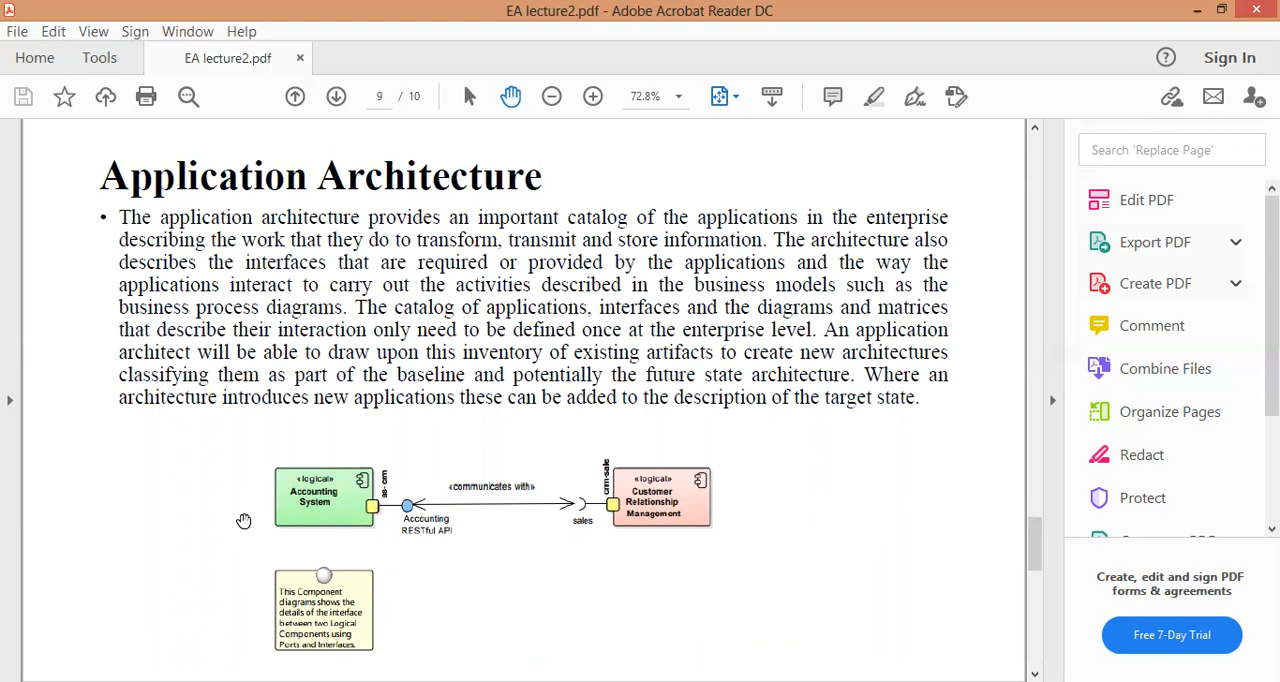 EA lecture2.pdf - Adobe Acrobat Reader DC
File Edit View Sign Window Help
Home Tools EA lecture2.pdf × ? Sign In
9 / 10 72.8%
Application Architecture
• The application architecture provides an important catalog of the applications in the enterprise
describing the work that they do to transform, transmit and store information. The architecture also
describes the interfaces that are required or provided by the applications and the way the
applications interact to carry out the activities described in the business models such as the
business process diagrams. The catalog of applications, interfaces and the diagrams and matrices
that describe their interaction only need to be defined once at the enterprise level. An application
architect will be able to draw upon this inventory of existing artifacts to create new architectures
classifying them as part of the baseline and potentially the future state architecture. Where an
architecture introduces new applications these can be added to the description of the target state.
«logical»
Accounting
System
«communicates with»
Accounting
RESTful API
sales
crm-sale
«logical»
Customer
Relationship
Management
This Component
diagrams shows the
details of the interface
between two Logical
Components using
Ports and Interfaces.
Search 'Replace Page'
Edit PDF
Export PDF
Create PDF
Comment
Combine Files
Organize Pages
Redact
Protect
Create, edit and sign PDF
forms & agreements
Free 7-Day Trial